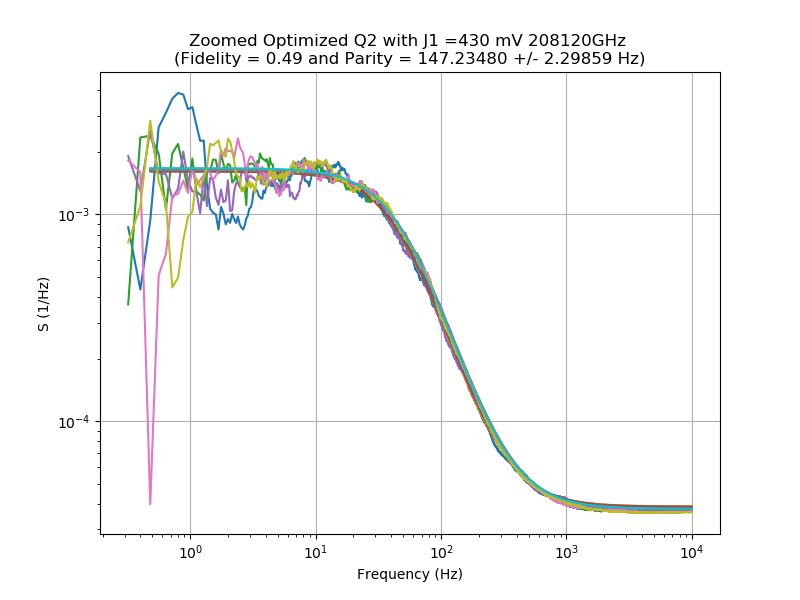 Zoomed Optimized Q2 with J1 =430 mV 208120GHz
(Fidelity = 0.49 and Parity = 147.23480 +/- 2.29859 Hz)
S (1/Hz)
10⁻³
10⁻⁴
10⁰ 10¹ 10² 10³ 10⁴
Frequency (Hz)